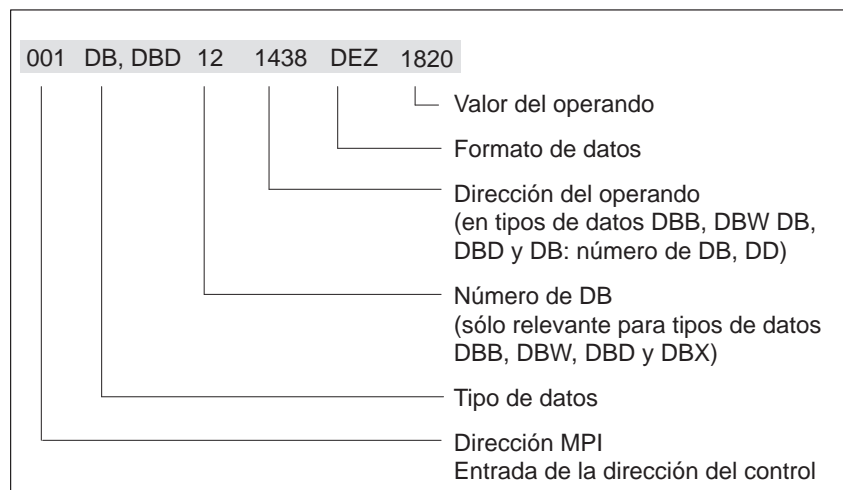 001 DB, DBD 12 1438 DEZ 1820
Valor del operando
Formato de datos
Dirección del operando
(en tipos de datos DBB, DBW DB,
DBD y DB: número de DB, DD)
Número de DB
(sólo relevante para tipos de datos
DBB, DBW, DBD y DBX)
Tipo de datos
Dirección MPI
Entrada de la dirección del control